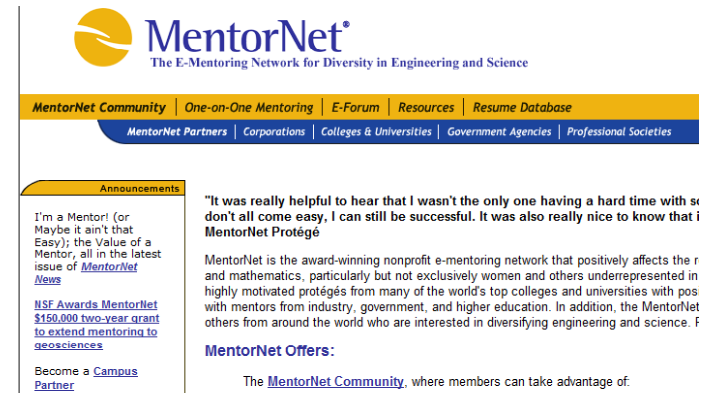 MentorNet®
The E-Mentoring Network for Diversity in Engineering and Science
MentorNet Community | One-on-One Mentoring | E-Forum | Resources | Resume Database
MentorNet Partners | Corporations | Colleges & Universities | Government Agencies | Professional Societies
Announcements
I'm a Mentor! (or
Maybe it ain't that
Easy); the Value of a
Mentor, all in the latest
issue of MentorNet
News
NSF Awards MentorNet
$150,000 two-year grant
to extend mentoring to
geosciences
Become a Campus
Partner
"It was really helpful to hear that I wasn't the only one having a hard time with
don't all come easy, I can still be successful. It was also really nice to know that
MentorNet Protégé
MentorNet is the award-winning nonprofit e-mentoring network that positively affects the
and mathematics, particularly but not exclusively women and others underrepresented in
highly motivated protégés from many of the world's top colleges and universities with
with mentors from industry, government, and higher education. In addition, the MentorNet
others from around the world who are interested in diversifying engineering and science.
MentorNet Offers:
The MentorNet Community, where members can take advantage of: